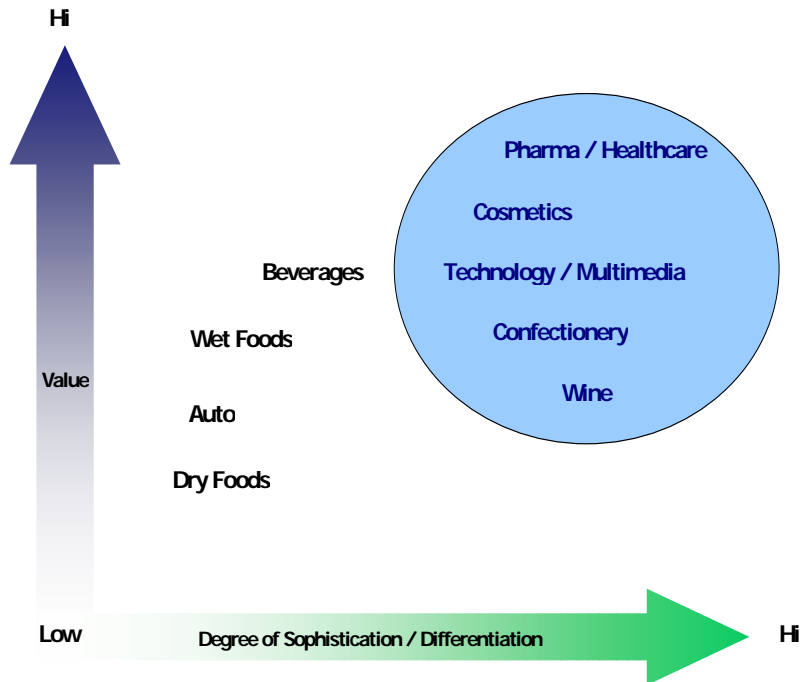 Hi
Pharma / Healthcare
Cosmetics
Beverages
Technology / Multimedia
Wet Foods
Confectionery
Value
Wine
Auto
Dry Foods
Low
Degree of Sophistication / Differentiation
Hi